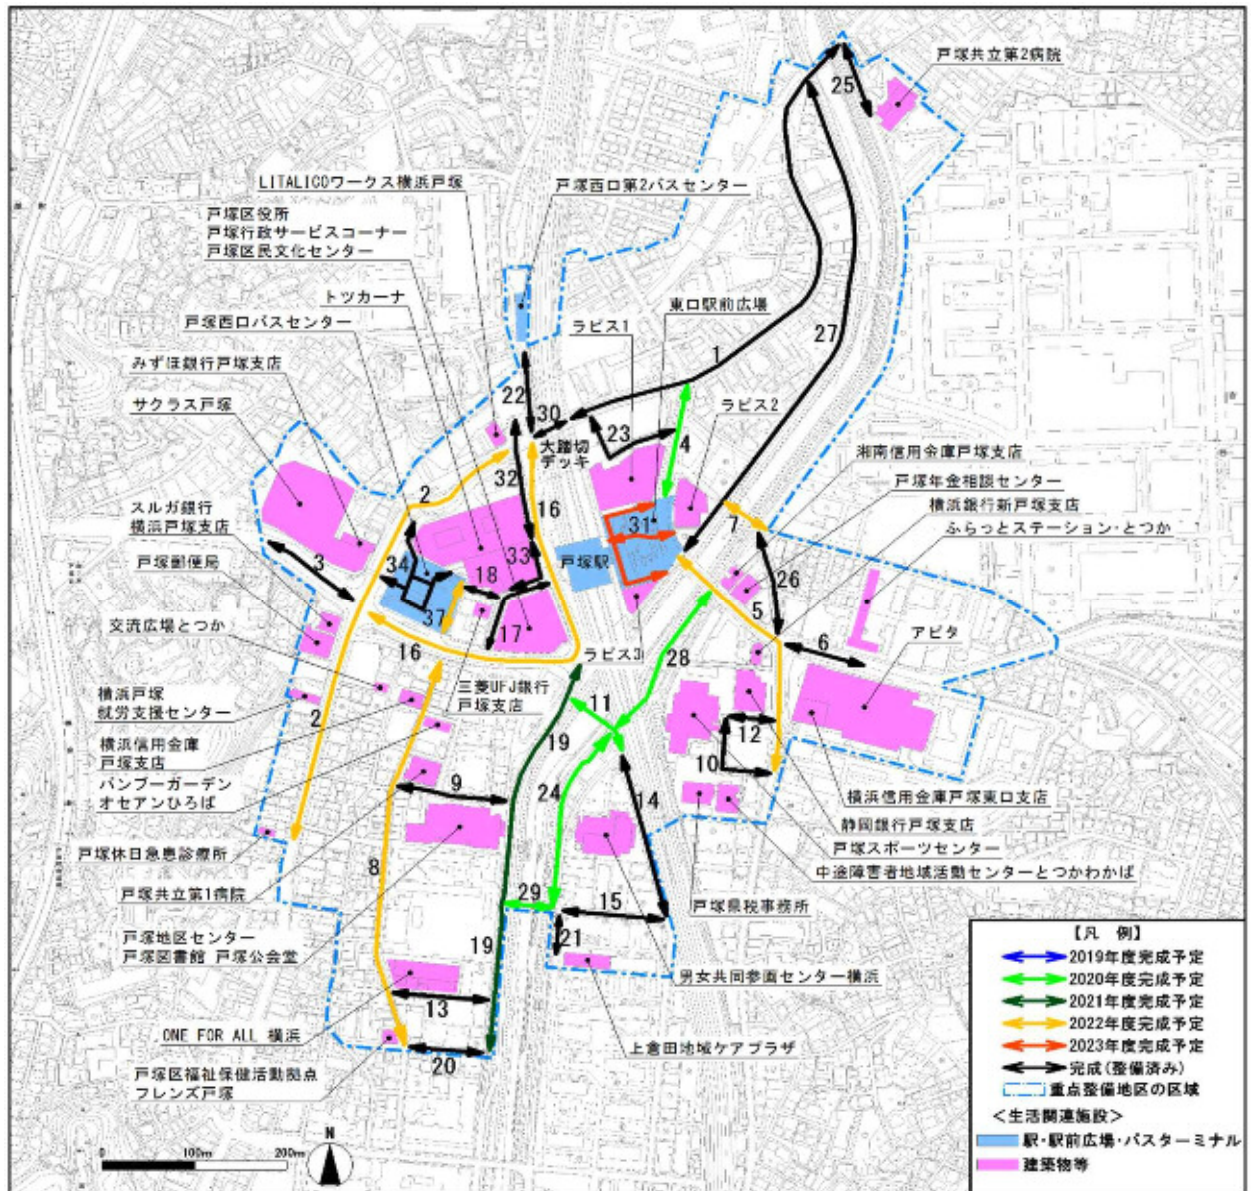 戸塚共立第2病院
25
LITALICOワークス横浜戸塚
戸塚西口第2バスセンター
戸塚区役所
戸塚行政サービスコーナー
戸塚区民文化センター
トツカーナ
東口駅前広場
戸塚西口バスセンター
ラピス1
27
みずほ銀行戸塚支店
1
サクラス戸塚
22
30
ラピス2
23
4
大踏切
デッキ
湘南信用金庫戸塚支店
戸塚年金相談センター
横浜銀行新戸塚支店
ふらっとステーション・とつか
2
32
16
スルガ銀行
横浜戸塚支店
31
7
3
33
戸塚駅
戸塚郵便局
34
18
26
37
5
交流広場とつか
17
6
アピタ
16
ラピス3
28
三菱UFJ銀行
戸塚支店
横浜戸塚
就労支援センター
2
11
横浜信用金庫
戸塚支店
19
12
バンブーガーデン
オセアンひろば
9
10
24
14
横浜信用金庫戸塚東口支店
静岡銀行戸塚支店
戸塚スポーツセンター
戸塚休日急患診療所
8
中途障害者地域活動センターとつかわかば
戸塚共立第1病院
29
15
戸塚県税事務所
戸塚地区センター
戸塚図書館 戸塚公会堂
19
21
男女共同参画センター横浜
13
ONE FOR ALL 横浜
上倉田地域ケアプラザ
20
戸塚区福祉保健活動拠点
フレンズ戸塚
【凡 例】
2019年度完成予定
2020年度完成予定
2021年度完成予定
2022年度完成予定
2023年度完成予定
完成(整備済み)
重点整備地区の区域
＜生活関連施設＞
駅・駅前広場・バスターミナル
建築物等
0 100m 200m
N